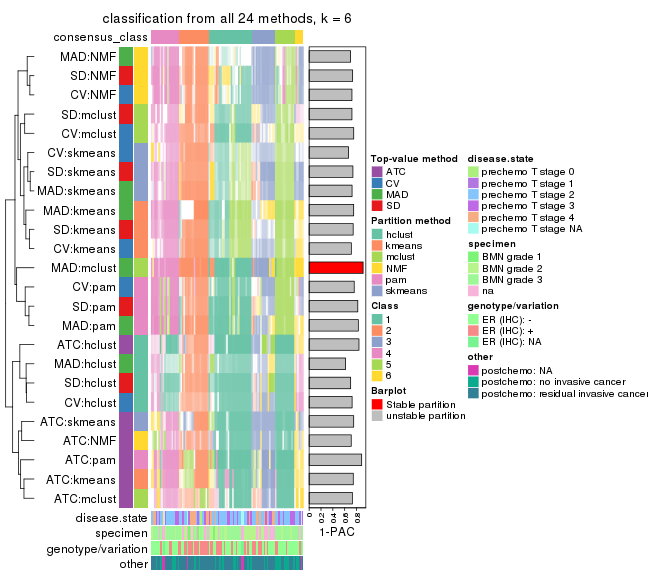 classification from all 24 methods, k = 6
consensus_class
MAD:NMF
SD:NMF
CV:NMF
SD:mclust
CV:mclust
CV:skmeans
SD:skmeans
MAD:skmeans
MAD:kmeans
SD:kmeans
CV:kmeans
MAD:mclust
CV:pam
SD:pam
MAD:pam
ATC:hclust
MAD:hclust
SD:hclust
CV:hclust
ATC:skmeans
ATC:NMF
ATC:pam
ATC:kmeans
ATC:mclust
disease.state
specimen
genotype/variation
other
0
0.2
0.4
0.6
0.8
1-PAC
Top-value method
ATC
CV
MAD
SD
Partition method
hclust
kmeans
mclust
NMF
pam
skmeans
Class
1
2
3
4
5
6
Barplot
Stable partition
unstable partition
disease.state
prechemo T stage 0
prechemo T stage 1
prechemo T stage 2
prechemo T stage 3
prechemo T stage 4
prechemo T stage NA
specimen
BMN grade 1
BMN grade 2
BMN grade 3
na
genotype/variation
ER (IHC): -
ER (IHC): +
ER (IHC): NA
other
postchemo: NA
postchemo: no invasive cancer
postchemo: residual invasive cancer